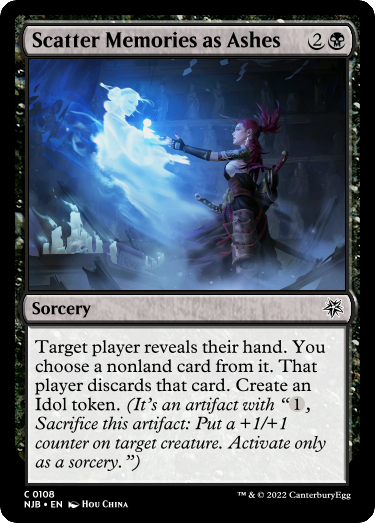 Scatter Memories as Ashes 2
Sorcery
Target player reveals their hand. You
choose a nonland card from it. That
player discards that card. Create an
Idol token. (It's an artifact with “1,
Sacrifice this artifact: Put a +1/+1
counter on target creature. Activate only
as a sorcery.”)
C 0108
NJB • EN Hou China
™ & © 2022 CanterburyEgg